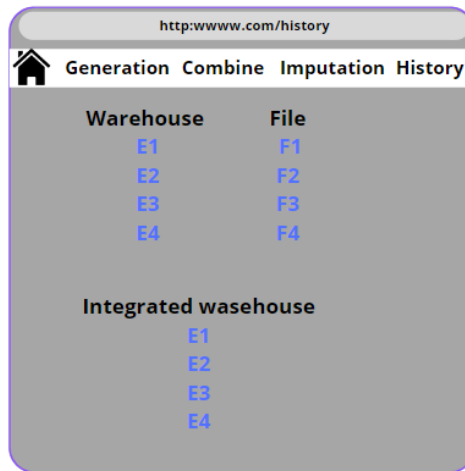 http:wwww.com/history
Generation Combine Imputation History
Warehouse File
E1 F1
E2 F2
E3 F3
E4 F4
Integrated wasehouse
E1
E2
E3
E4